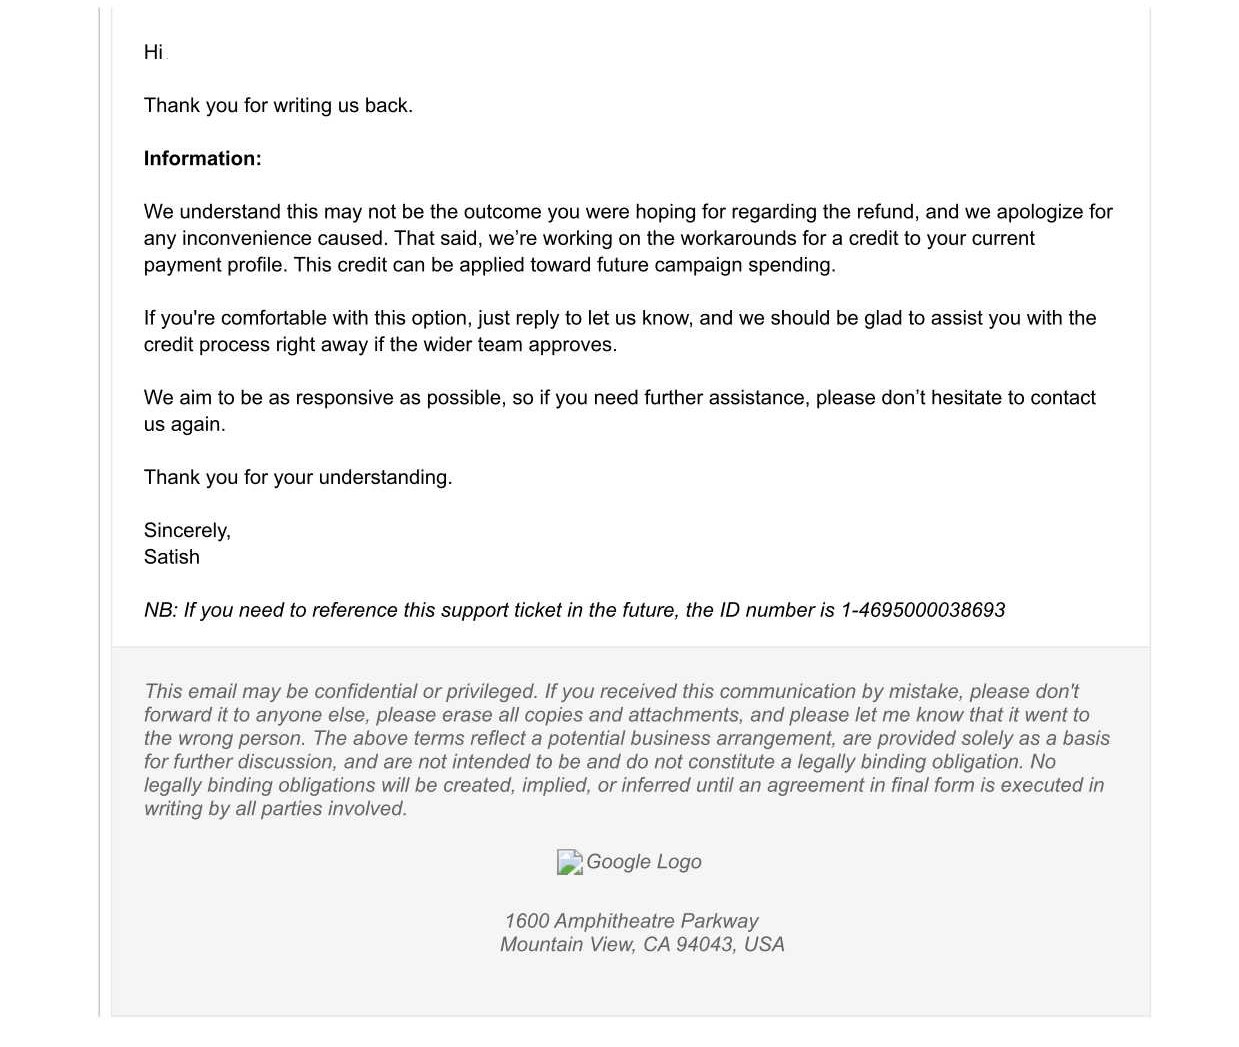 Hi
Thank you for writing us back.
Information:
We understand this may not be the outcome you were hoping for regarding the refund, and we apologize for
any inconvenience caused. That said, we’re working on the workarounds for a credit to your current
payment profile. This credit can be applied toward future campaign spending.
If you're comfortable with this option, just reply to let us know, and we should be glad to assist you with the
credit process right away if the wider team approves.
We aim to be as responsive as possible, so if you need further assistance, please don’t hesitate to contact
us again.
Thank you for your understanding.
Sincerely,
Satish
NB: If you need to reference this support ticket in the future, the ID number is 1-4695000038693
This email may be confidential or privileged. If you received this communication by mistake, please don't
forward it to anyone else, please erase all copies and attachments, and please let me know that it went to
the wrong person. The above terms reflect a potential business arrangement, are provided solely as a basis
for further discussion, and are not intended to be and do not constitute a legally binding obligation. No
legally binding obligations will be created, implied, or inferred until an agreement in final form is executed in
writing by all parties involved.
Google Logo
1600 Amphitheatre Parkway
Mountain View, CA 94043, USA